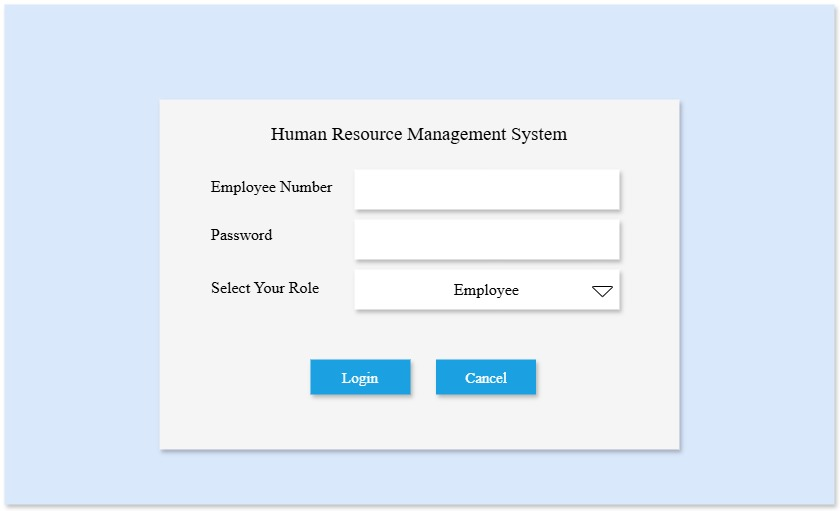 Human Resource Management System
Employee Number
Password
Select Your Role
Employee
Login
Cancel